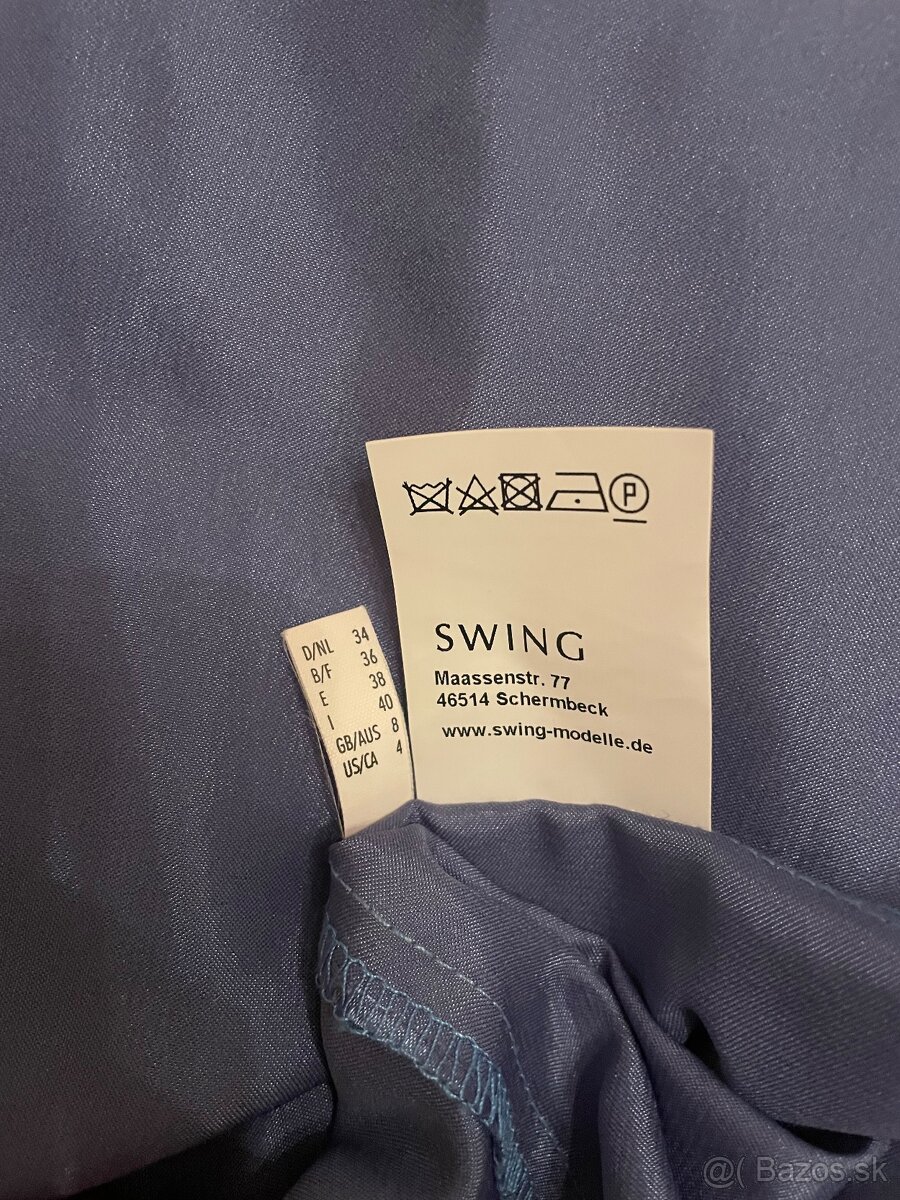 P
SWING
Maassenstr. 77
46514 Schermbeck
www.swing-modelle.de
D/NL 34
B/F 36
E 38
I 40
GB/AUS 8
US/CA 4
@( Bazos.sk